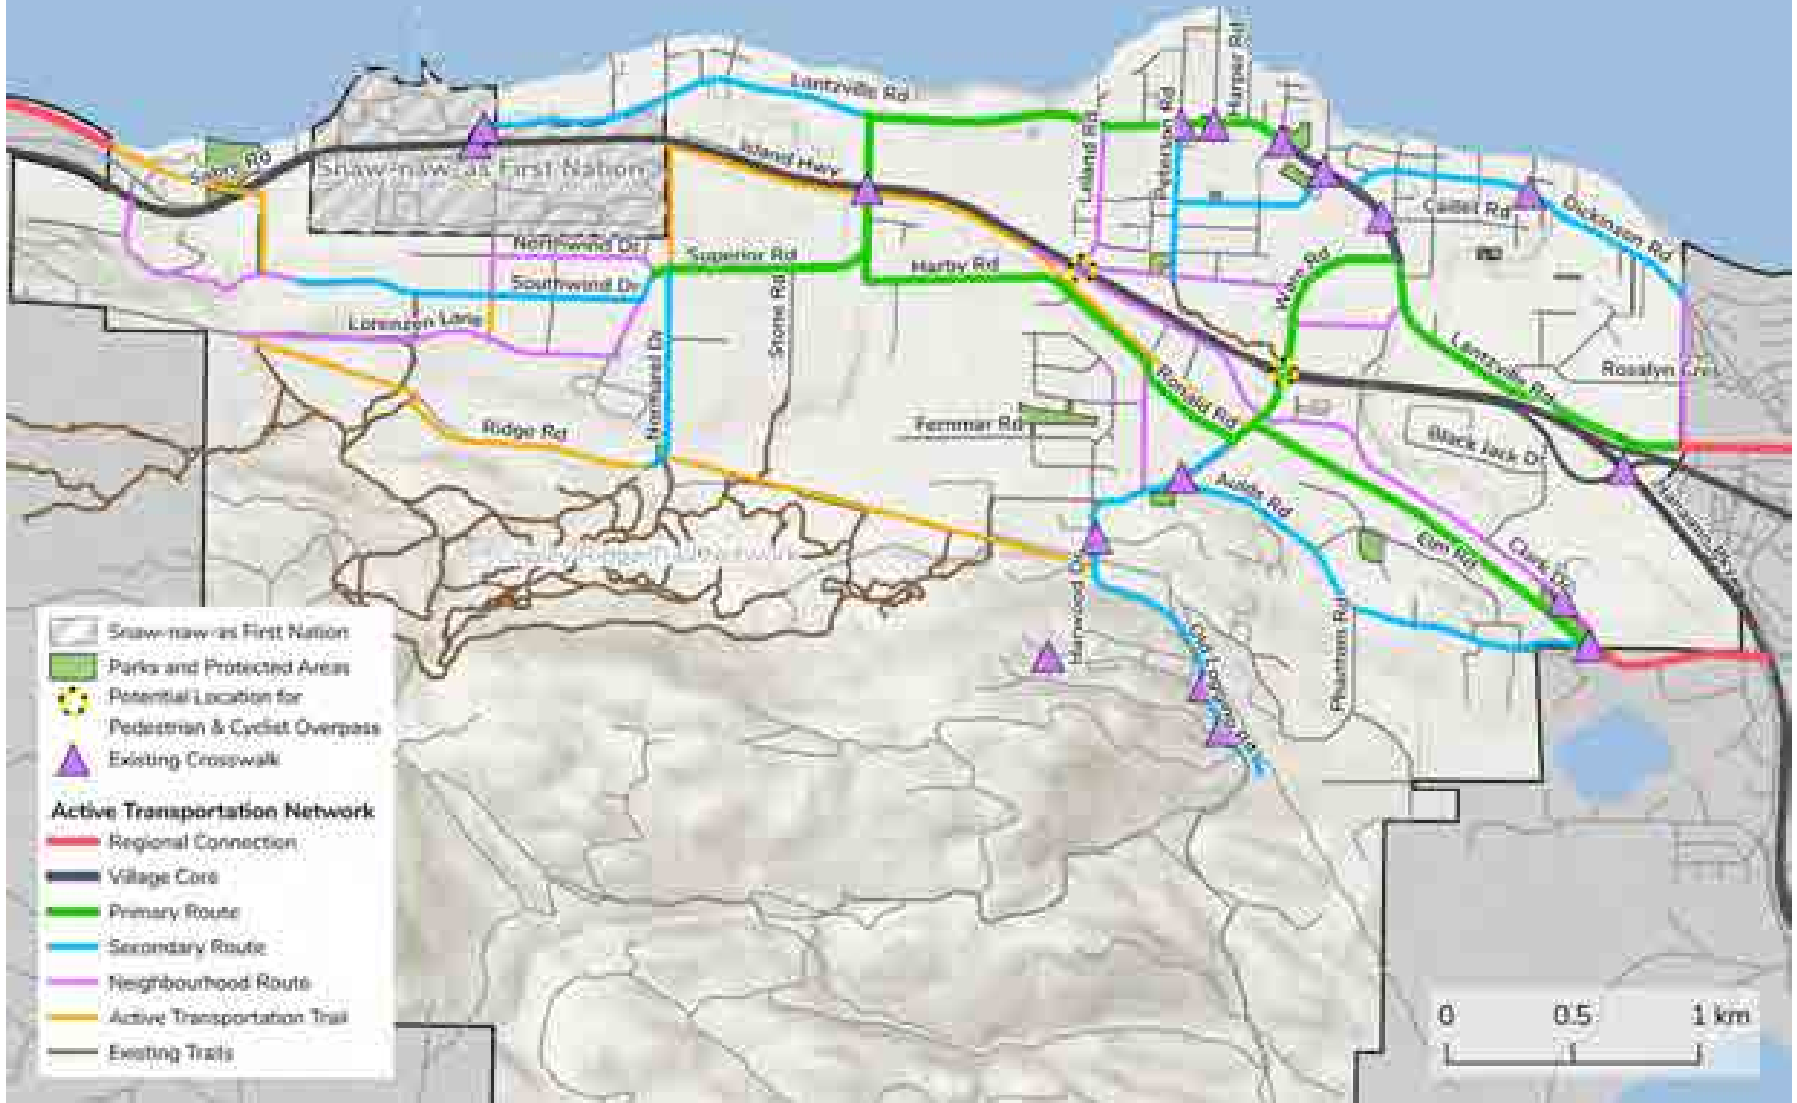 Lantzville Rd
Harper Rd
Peterson Rd
Leland Rd
Island Hwy
Snaw-naw-as First Nation
Cadet Rd
Dickinson Rd
Northwind Dr
Superior Rd
Harby Rd
Ware Rd
Southwind Dr
Lorenzen Lane
Stone Rd
Normarel Dr
Lantzville Rd
Rosalyn Cres
Ronald Rd
Ridge Rd
Fernmar Rd
Black Jack Dr
Aulds Rd
Elm Rd
Clark Dr
Harwood Dr
Phantom Rd
Snaw-naw-as First Nation
Parks and Protected Areas
Potential Location for
Pedestrian & Cyclist Overpass
Existing Crosswalk
Active Transportation Network
Regional Connection
Village Core
Primary Route
Secondary Route
Neighbourhood Route
Active Transportation Trail
Existing Trails
0 0.5 1 km